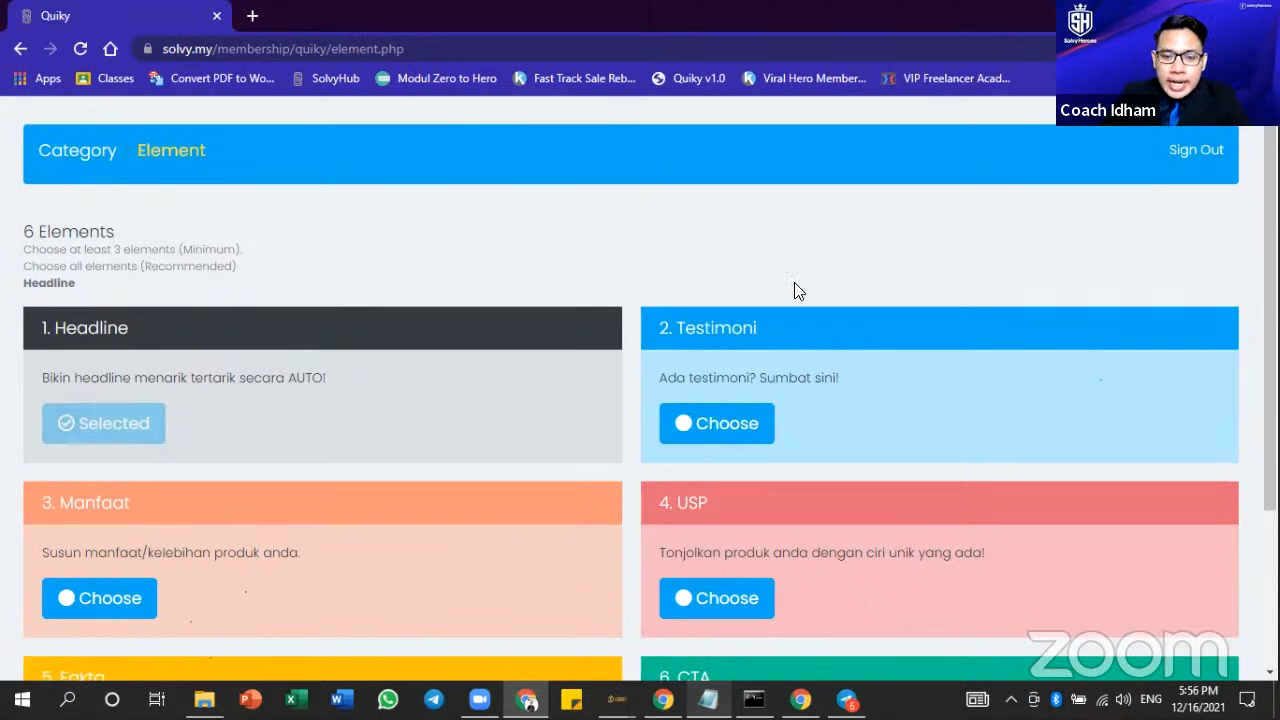 Quiky
solvy.my/membership/quiky/element.php
Apps
Classes
Convert PDF to Wo...
SolvyHub
Modul Zero to Hero
Fast Track Sale Reb...
Quiky v1.0
Viral Hero Member...
VIP Freelancer Acad...
SH
SolvyHeroes
Coach Idham
Category
Element
Sign Out
6 Elements
Choose at least 3 elements (Minimum).
Choose all elements (Recommended)
Headline
1. Headline
Bikin headline menarik tertarik secara AUTO!
Selected
2. Testimoni
Ada testimoni? Sumbat sini!
Choose
3. Manfaat
Susun manfaat/kelebihan produk anda.
Choose
4. USP
Tonjolkan produk anda dengan ciri unik yang ada!
Choose
5. Fakta
6. CTA
zoom
ENG
5:56 PM
12/16/2021